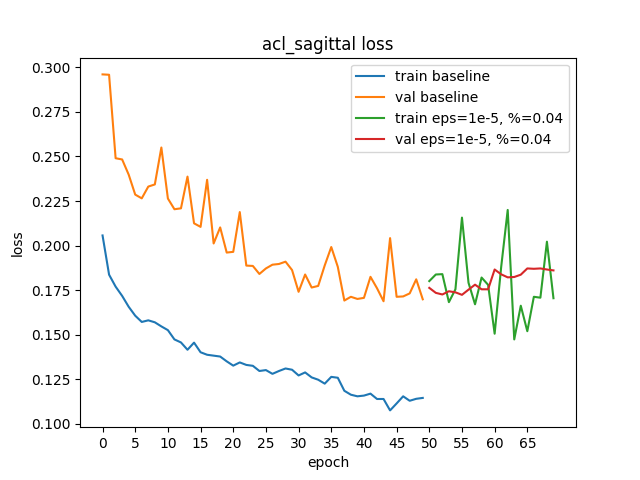 acl_sagittal loss
train baseline
val baseline
train eps=1e-5, %=0.04
val eps=1e-5, %=0.04
loss
0.300
0.275
0.250
0.225
0.200
0.175
0.150
0.125
0.100
0 5 10 15 20 25 30 35 40 45 50 55 60 65
epoch